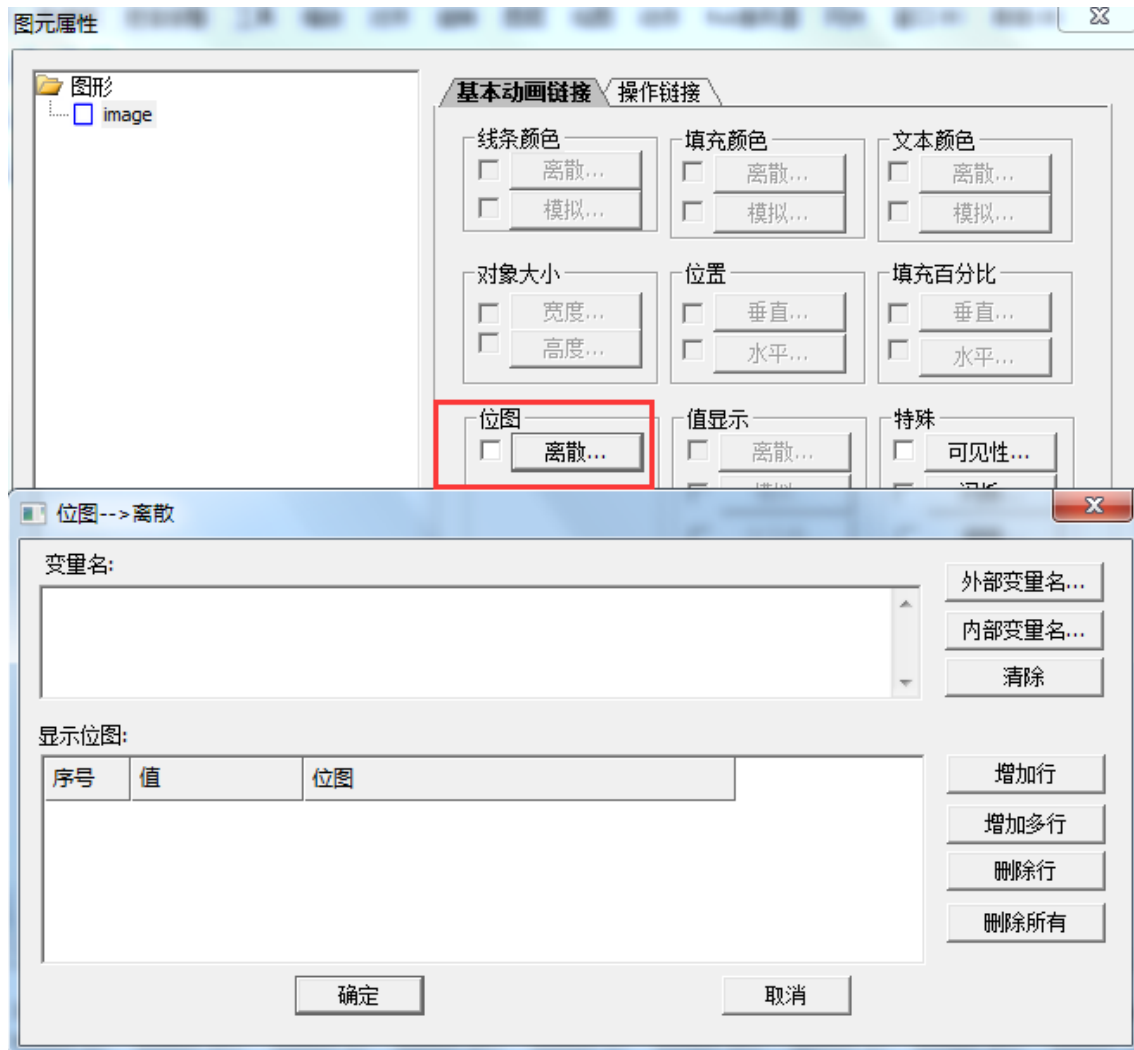 图元属性
图形
image
基本动画链接 操作链接
线条颜色 填充颜色 文本颜色
离散... 离散... 离散...
模拟... 模拟... 模拟...
对象大小 位置 填充百分比
宽度... 垂直... 垂直...
高度... 水平... 水平...
位图 值显示 特殊
离散... 离散... 可见性...
位图-->离散
变量名:
外部变量名...
内部变量名...
清除
显示位图:
序号 值 位图
增加行
增加多行
删除行
删除所有
确定 取消